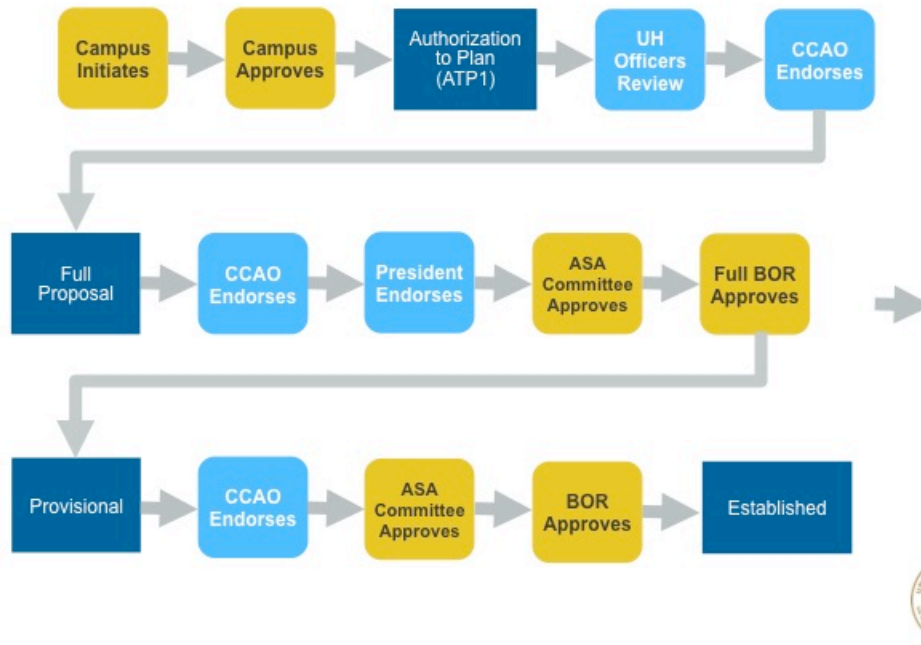 Campus
Initiates
Campus
Approves
Authorization
to Plan
(ATP1)
UH
Officers
Review
CCAO
Endorses
Full
Proposal
CCAO
Endorses
President
Endorses
ASA
Committee
Approves
Full BOR
Approves
Provisional
CCAO
Endorses
ASA
Committee
Approves
BOR
Approves
Established